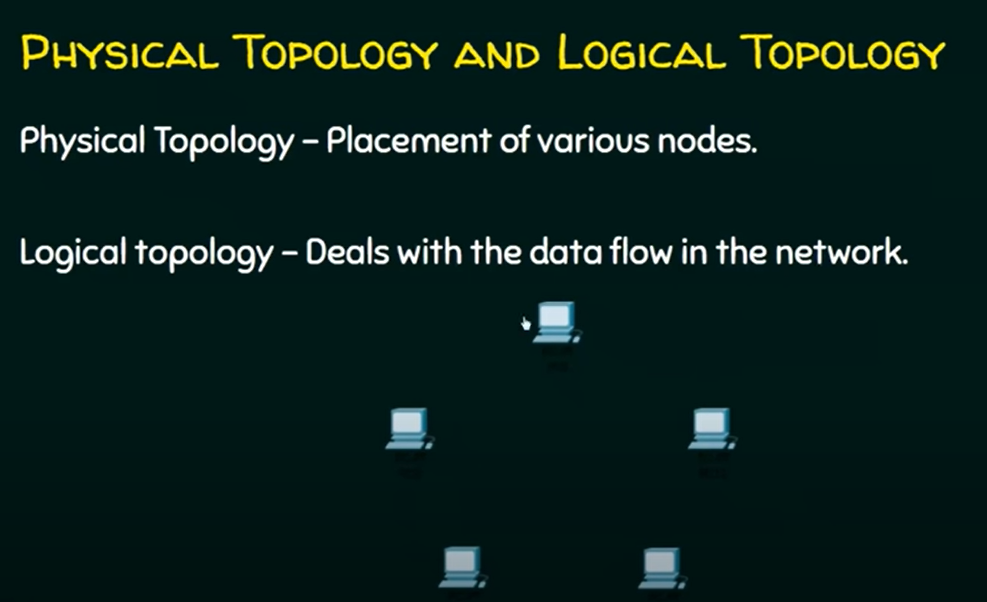 Physical Topology and Logical Topology
Physical Topology – Placement of various nodes.
Logical topology – Deals with the data flow in the network.